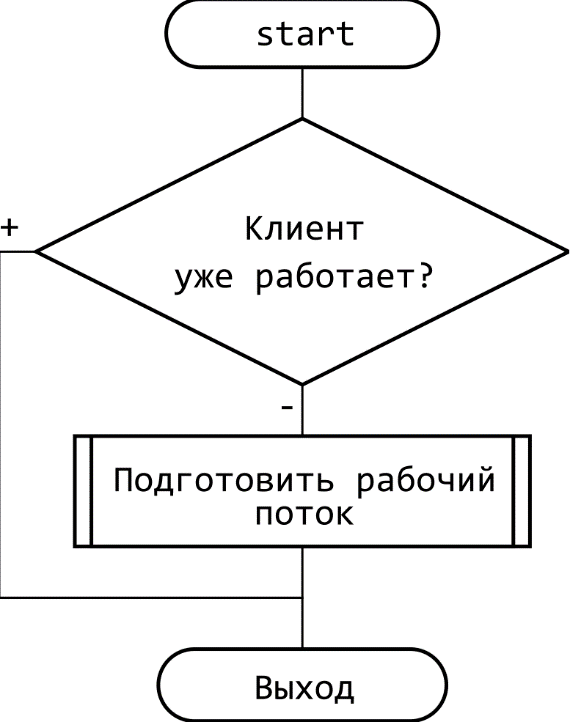 start
+
Клиент
уже работает?
-
Подготовить рабочий
поток
Выход